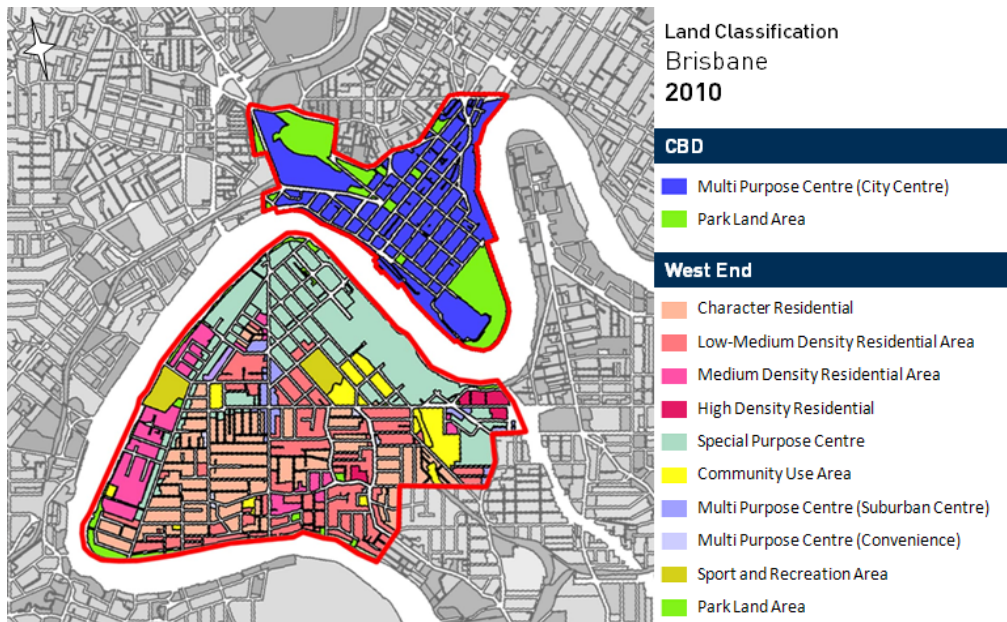 Land Classification
Brisbane
2010
CBD
Multi Purpose Centre (City Centre)
Park Land Area
West End
Character Residential
Low-Medium Density Residential Area
Medium Density Residential Area
High Density Residential
Special Purpose Centre
Community Use Area
Multi Purpose Centre (Suburban Centre)
Multi Purpose Centre (Convenience)
Sport and Recreation Area
Park Land Area